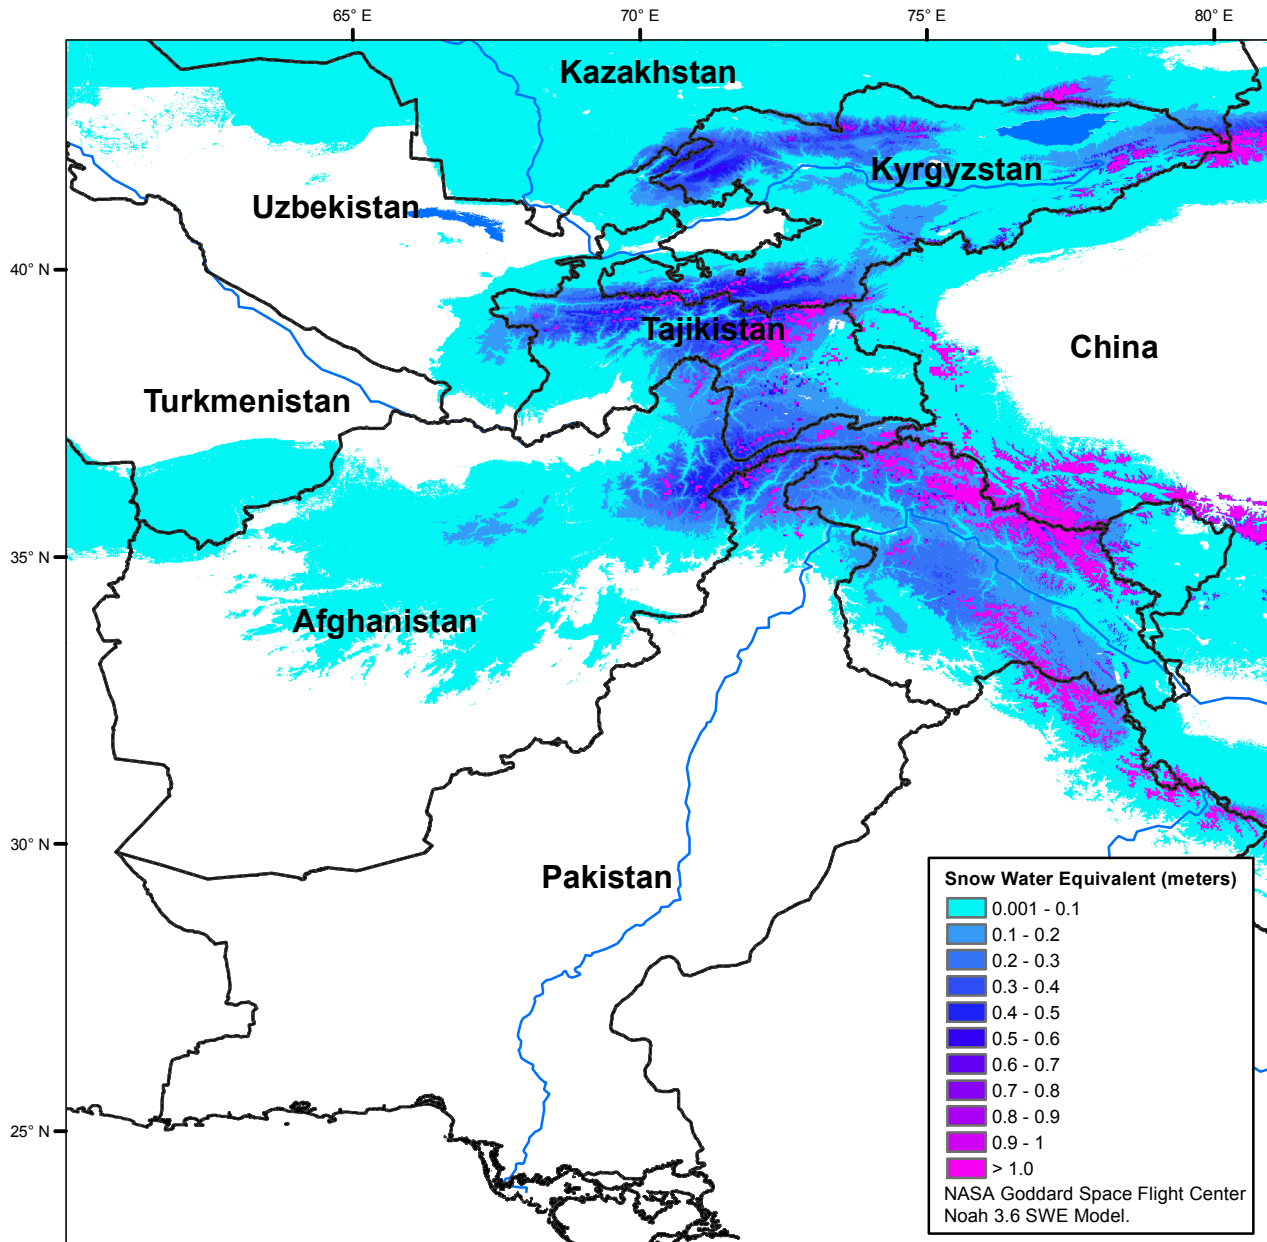 65° E
70° E
75° E
80° E
Kazakhstan
Kyrgyzstan
Uzbekistan
40° N
Tajikistan
China
Turkmenistan
35° N
Afghanistan
30° N
Pakistan
25° N
Snow Water Equivalent (meters)
0.001 - 0.1
0.1 - 0.2
0.2 - 0.3
0.3 - 0.4
0.4 - 0.5
0.5 - 0.6
0.6 - 0.7
0.7 - 0.8
0.8 - 0.9
0.9 - 1
> 1.0
NASA Goddard Space Flight Center
Noah 3.6 SWE Model.